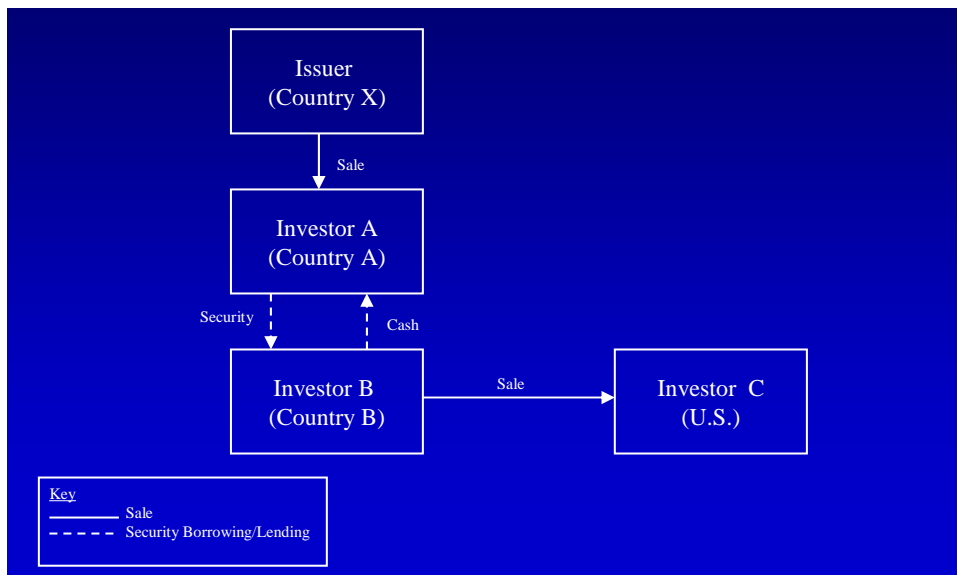 Issuer
(Country X)
Sale
Investor A
(Country A)
Security
Cash
Investor B
(Country B)
Sale
Investor C
(U.S.)
Key
Sale
Security Borrowing/Lending